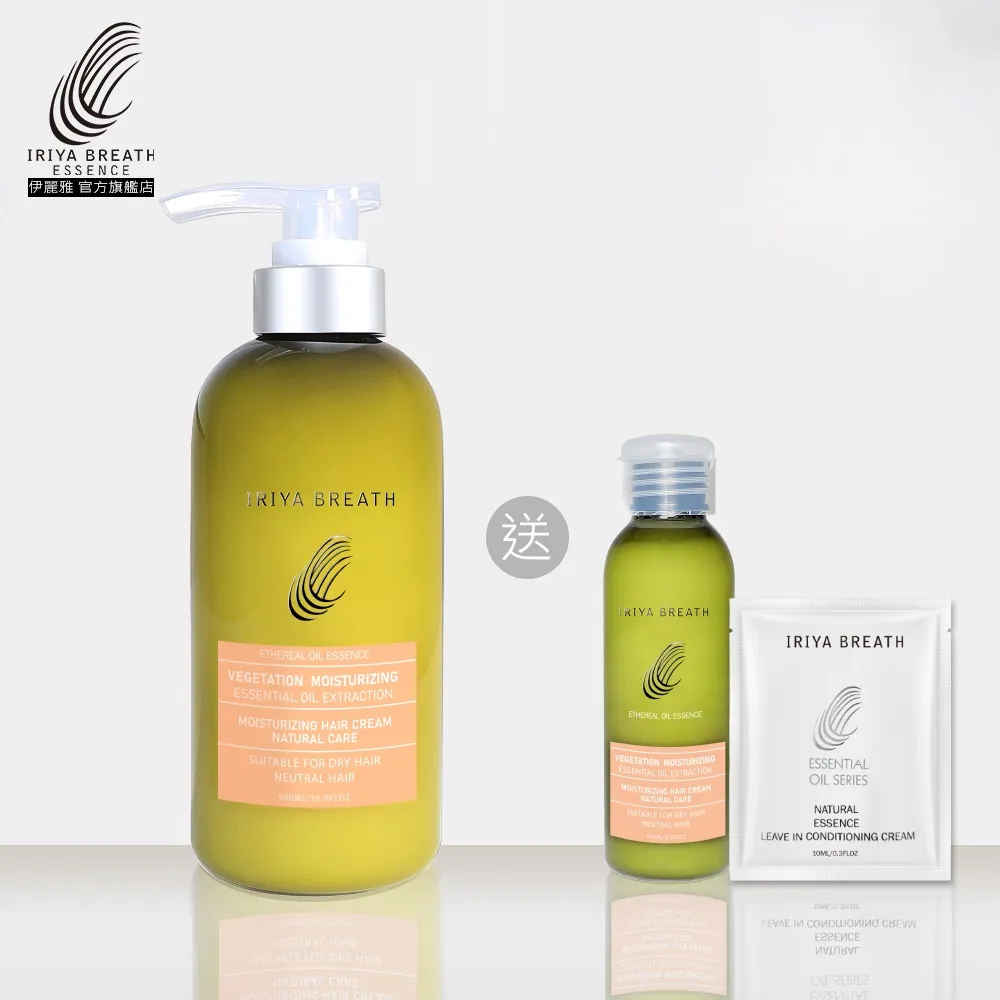 IRIYA BREATH
ESSENCE
伊麗雅 官方旗艦店
IRIYA BREATH
ETHEREAL OIL ESSENCE
VEGETATION MOISTURIZING
ESSENTIAL OIL EXTRACTION
MOISTURIZING HAIR CREAM
NATURAL CARE
SUITABLE FOR DRY HAIR
NEUTRAL HAIR
500ML/16.9FLOZ
送
IRIYA BREATH
ETHEREAL OIL ESSENCE
VEGETATION MOISTURIZING
ESSENTIAL OIL EXTRACTION
MOISTURIZING HAIR CREAM
NATURAL CARE
SUITABLE FOR DRY HAIR
NEUTRAL HAIR
IRIYA BREATH
ESSENTIAL
OIL SERIES
NATURAL
ESSENCE
LEAVE IN CONDITIONING CREAM
10ML/0.3FLOZ